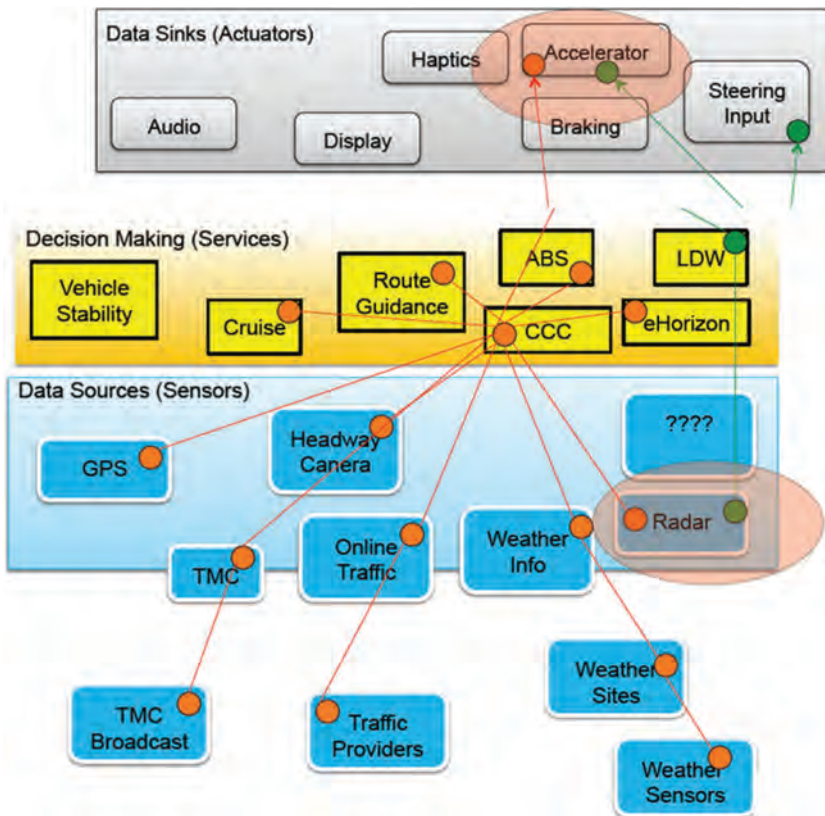 Data Sinks (Actuators)
Haptics
Accelerator
Steering
Input
Audio
Display
Braking
Decision Making (Services)
Vehicle
Stability
Cruise
Route
Guidance
ABS
LDW
CCC
eHorizon
Data Sources (Sensors)
GPS
Headway
Canera
????
Radar
TMC
Online
Traffic
Weather
Info
TMC
Broadcast
Traffic
Providers
Weather
Sites
Weather
Sensors